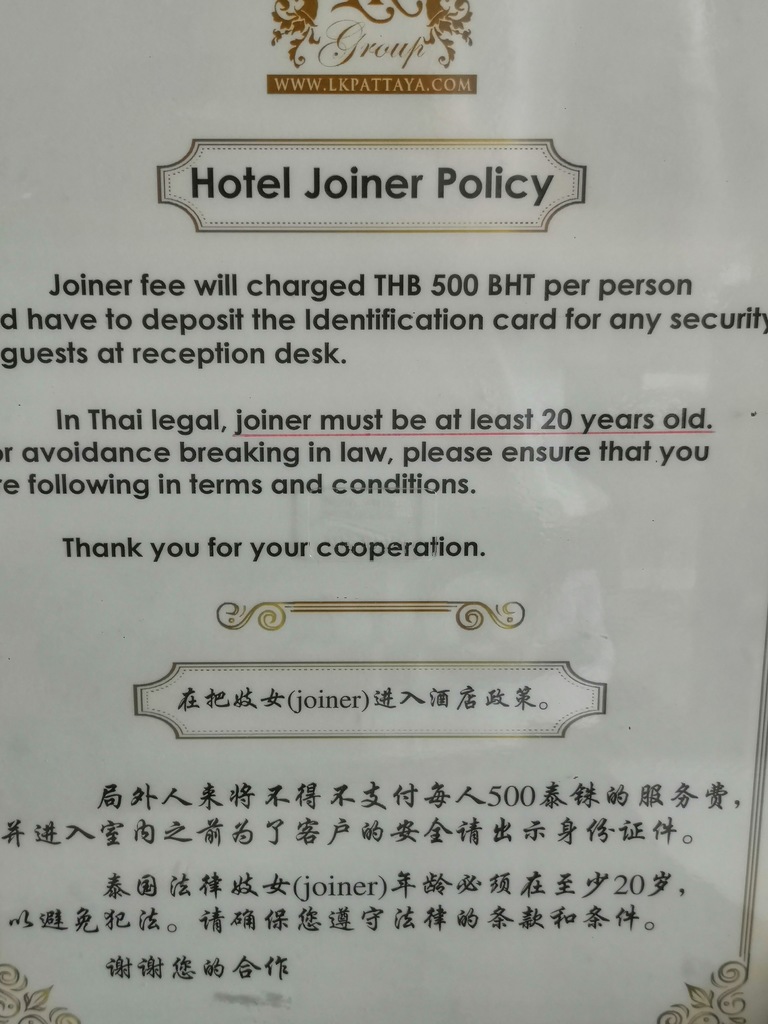 Group
WWW.LKPATTAYA.COM
Hotel Joiner Policy
Joiner fee will charged THB 500 BHT per person
d have to deposit the Identification card for any security
guests at reception desk.
In Thai legal, joiner must be at least 20 years old.
or avoidance breaking in law, please ensure that you
re following in terms and conditions.
Thank you for your cooperation.
在把妓女(joiner)进入酒店政策。
局外人来将不得不支付每人500泰铢的服务费，
并进入室内之前为了客户的安全请出示身份证件。
泰国法律妓女(joiner)年龄必须在至少20岁，
以避免犯法。请确保您遵守法律的条款和条件。
谢谢您的合作